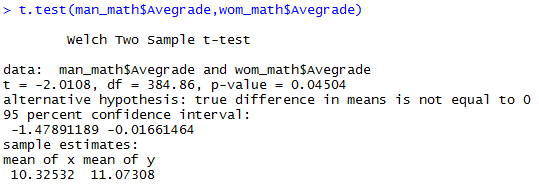 > t.test(man_math$Avegrade,wom_math$Avegrade)
Welch Two Sample t-test
data:  man_math$Avegrade and wom_math$Avegrade
t = -2.0108, df = 384.86, p-value = 0.04504
alternative hypothesis: true difference in means is not equal to 0
95 percent confidence interval:
 -1.47891189 -0.01661464
sample estimates:
mean of x mean of y
 10.32532  11.07308